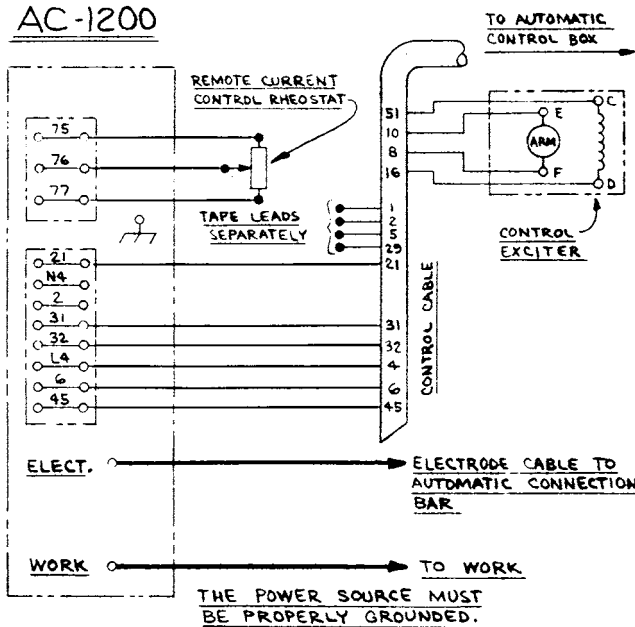 AC-1200
TO AUTOMATIC
CONTROL BOX
REMOTE CURRENT
CONTROL RHEOSTAT
75
76
77
TAPE LEADS
SEPARATELY
51
10
8
16
1
2
5
29
21
31
32
4
6
45
CONTROL CABLE
C
E
ARM
F
D
CONTROL
EXCITER
21
N4
2
31
32
L4
6
45
ELECT.
ELECTRODE CABLE TO
AUTOMATIC CONNECTION
BAR
WORK
TO WORK
THE POWER SOURCE MUST
BE PROPERLY GROUNDED.